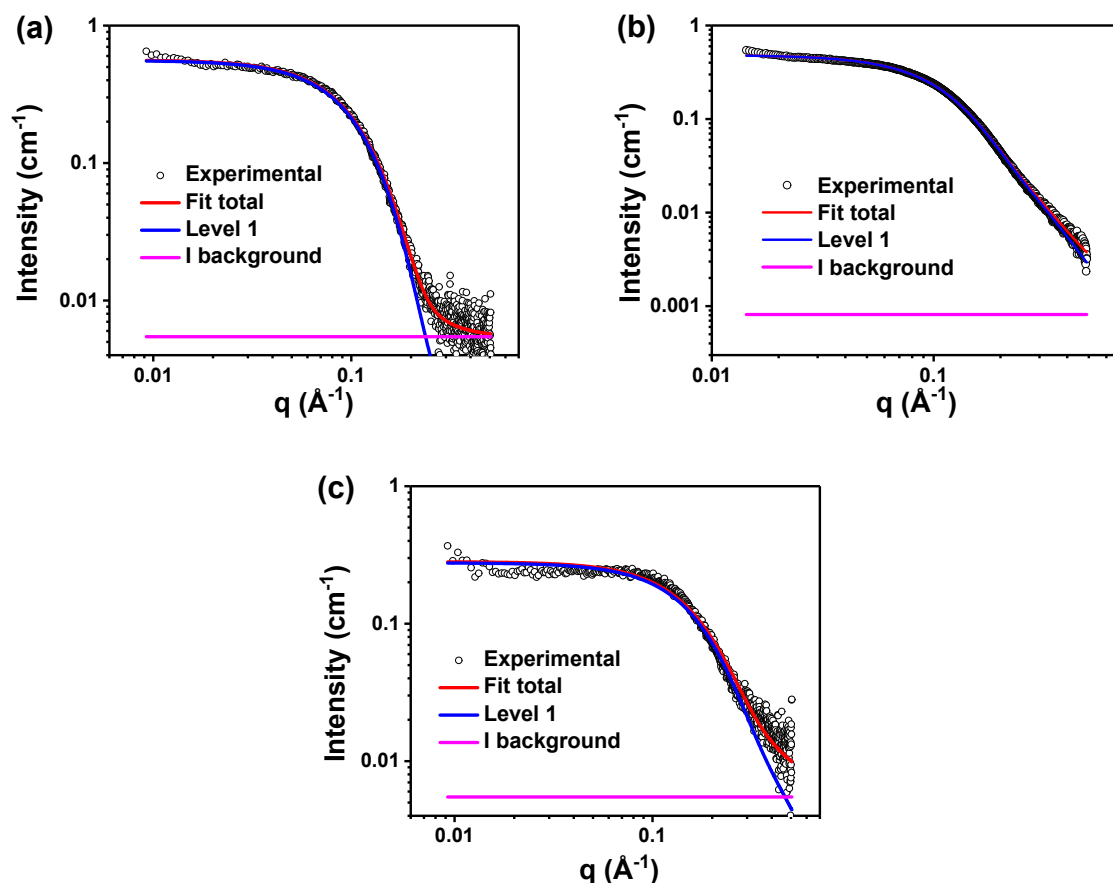 (a)
1
0.1
0.01
Intensity (cm⁻¹)
Experimental
Fit total
Level 1
I background
0.01
0.1
q (Å⁻¹)
(b)
1
0.1
0.01
0.001
Intensity (cm⁻¹)
Experimental
Fit total
Level 1
I background
0.01
0.1
q (Å⁻¹)
(c)
1
0.1
0.01
Intensity (cm⁻¹)
Experimental
Fit total
Level 1
I background
0.01
0.1
q (Å⁻¹)